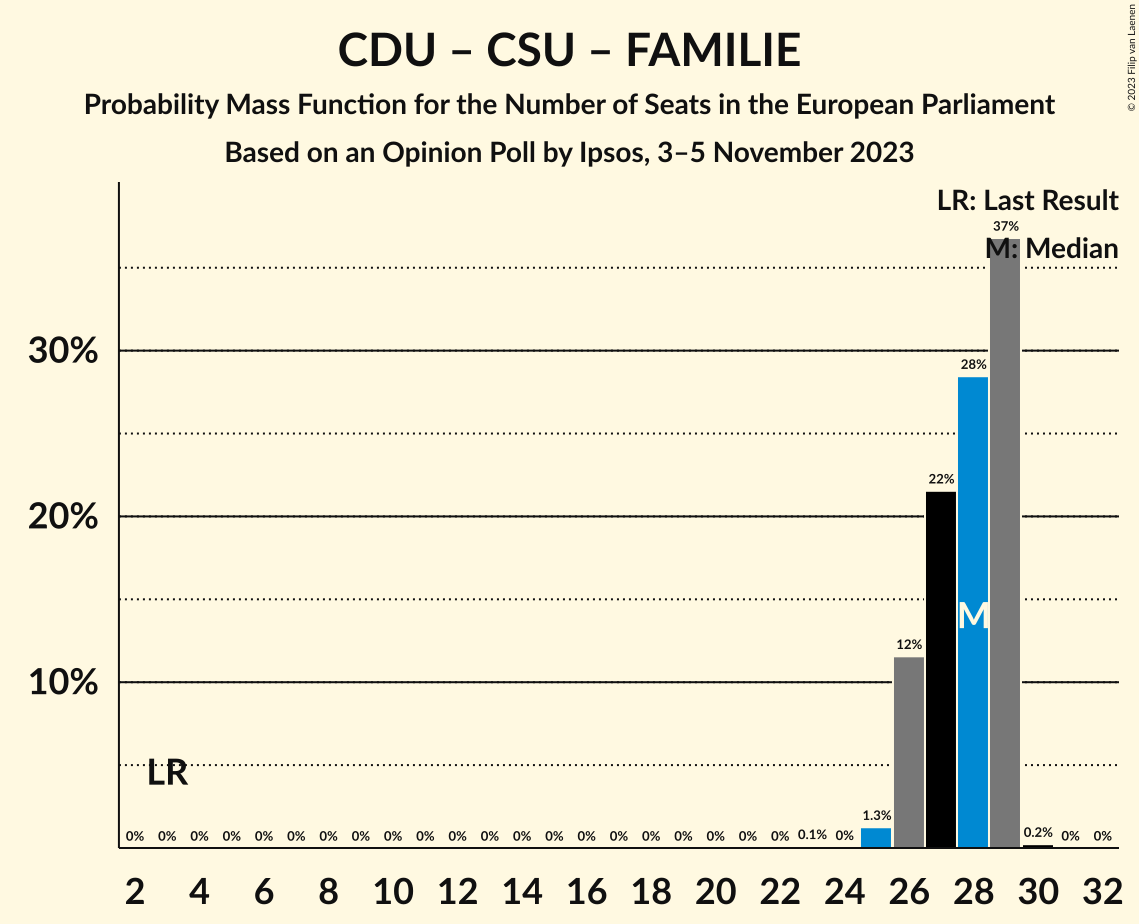 CDU – CSU – FAMILIE
Probability Mass Function for the Number of Seats in the European Parliament
Based on an Opinion Poll by Ipsos, 3–5 November 2023
© 2023 Filip van Laenen
LR: Last Result
M: Median
37%
30%
28%
22%
20%
M
12%
10%
LR
1.3%
0% 0% 0% 0% 0% 0% 0% 0% 0% 0% 0% 0% 0% 0% 0% 0% 0% 0% 0% 0% 0% 0.1% 0% 0.2% 0% 0%
2 4 6 8 10 12 14 16 18 20 22 24 26 28 30 32